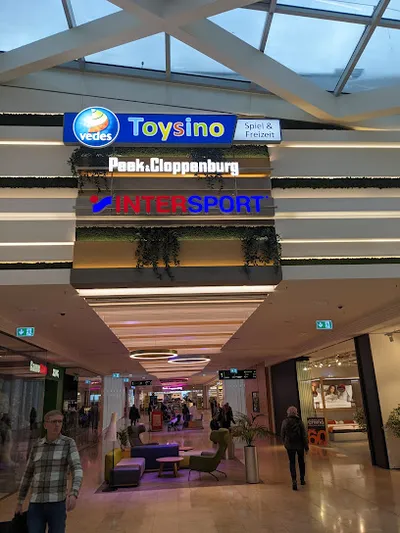 vedes
Toysino
Spiel &
Freizeit
Peek&Cloppenburg
INTERSPORT